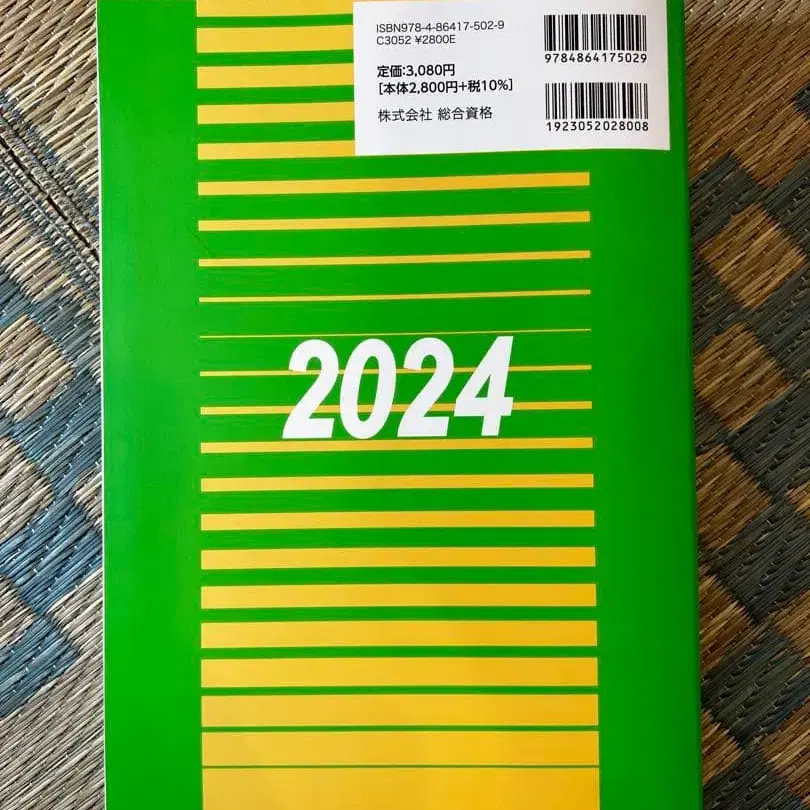 ISBN978-4-86417-502-9
C3052 ¥2800E
定価:3,080円
[本体2,800円+税10%]
株式会社 総合資格
9784864175029
1923052028008
2024